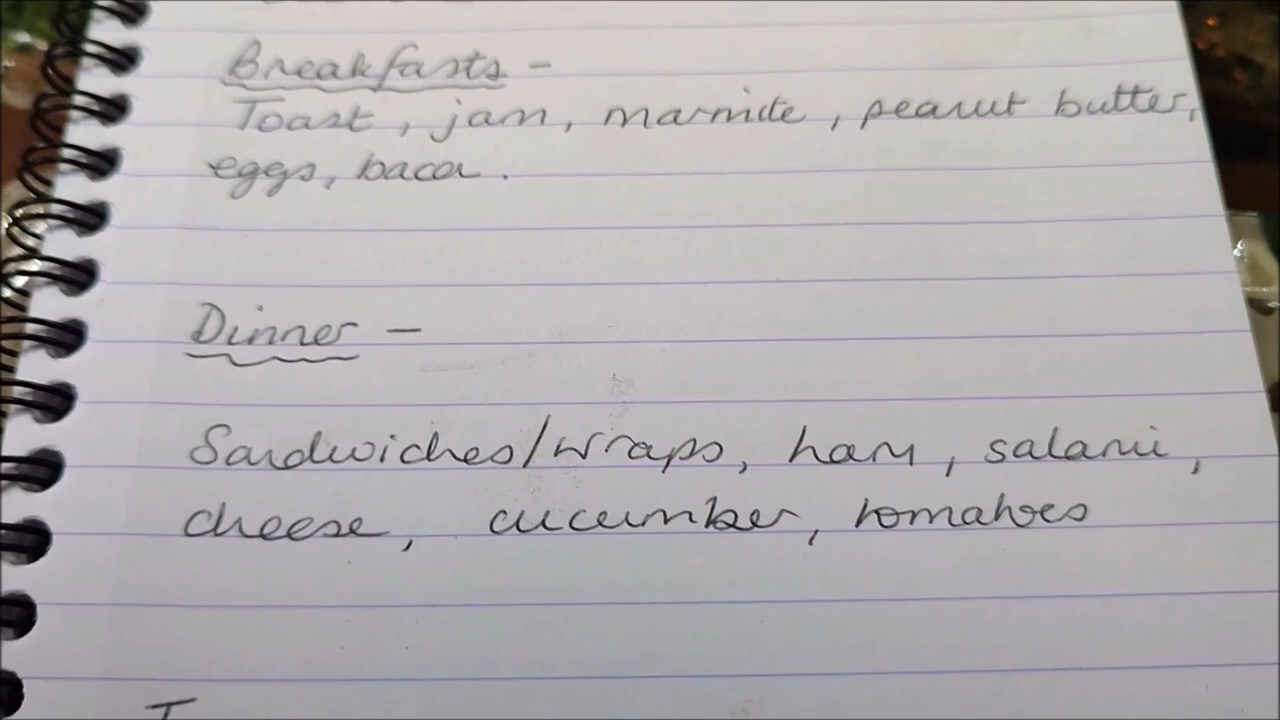 Breakfasts -
Toast, jam, marmite, peanut butter,
eggs, bacon.
Dinner -
Sandwiches/wraps, ham, salami,
cheese, cucumber, tomatoes